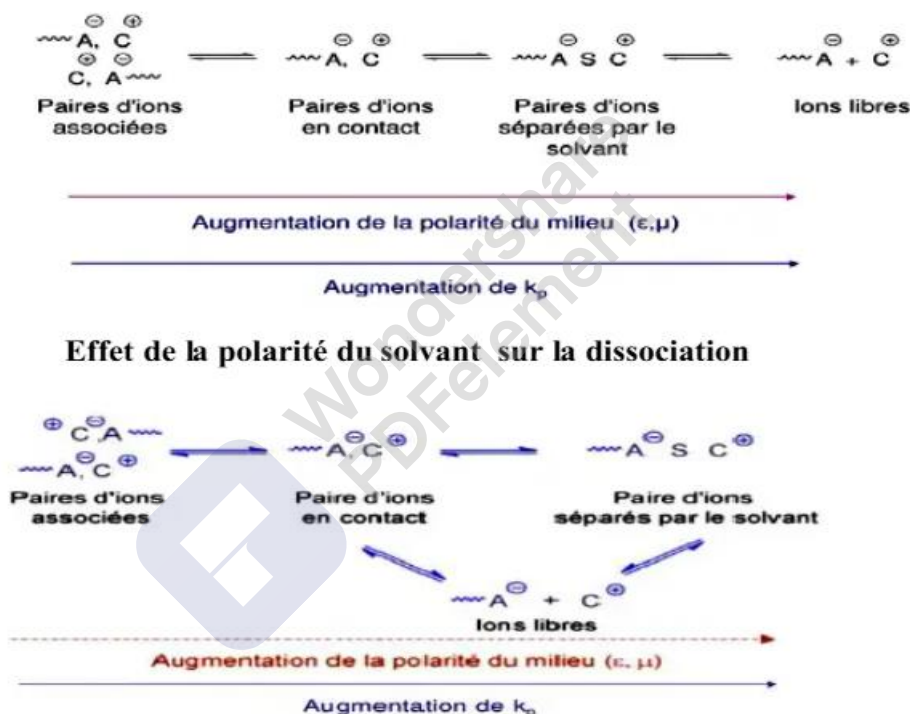 ⊖ ⊕ ⊖ ⊕ ⊖ ⊕ ⊖ ⊕
A, C A, C A S C A + C
⊕ ⊖
C, A
Paires d'ions Paires d'ions Paires d'ions Ions libres
associées en contact séparées par le
solvant
Augmentation de la polarité du milieu (ε,μ)
Augmentation de kp
Effet de la polarité du solvant sur la dissociation
⊕ C,A⊖
A⊖,C⊕ A⊖,C⊕ A⊖ S C⊕
Paires d'ions Paire d'ions Paire d'ions
associées en contact séparés par le solvant
A⊖ + C⊕
Ions libres
Augmentation de la polarité du milieu (ε, μ)
Augmentation de kp
Wondershare
PDFelement